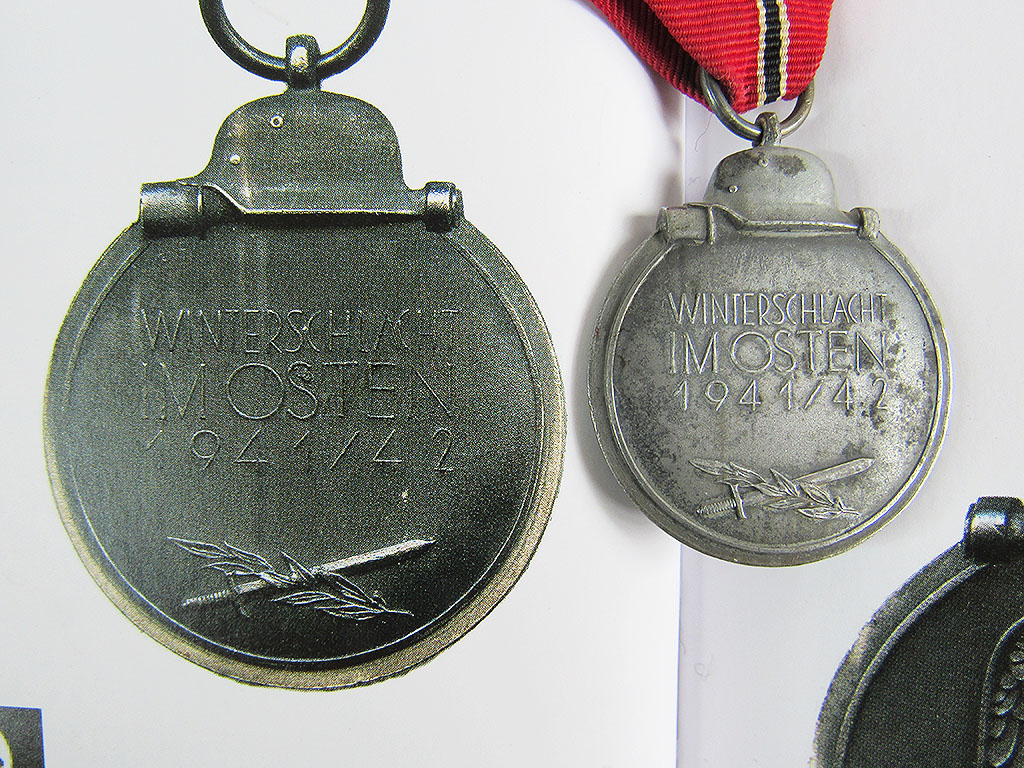 WINTERSCHLACHT
IM OSTEN
1941/42
WINTERSCHLACHT
IM OSTEN
1941/42